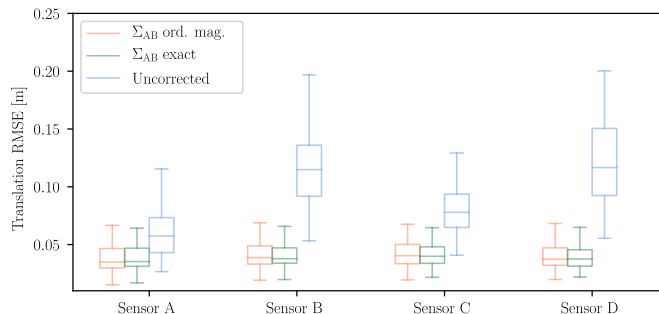 0.25
Σ_AB ord. mag.
Σ_AB exact
Uncorrected
0.20
0.15
0.10
0.05
Translation RMSE [m]
Sensor A Sensor B Sensor C Sensor D